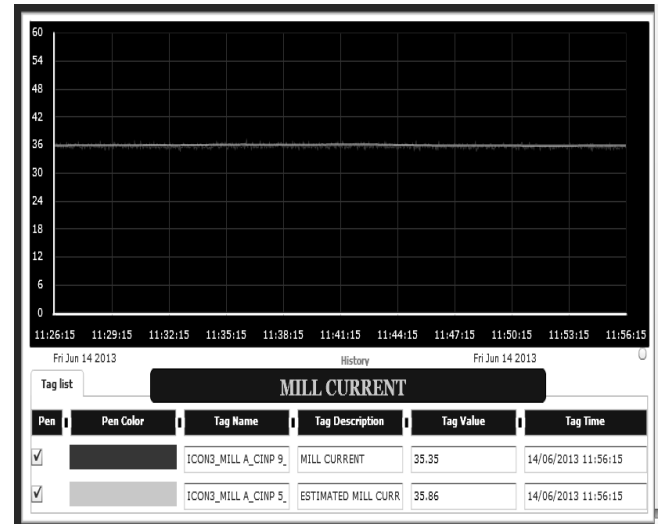 60
54
48
42
36
30
24
18
12
6
0
11:26:15 11:29:15 11:32:15 11:35:15 11:38:15 11:41:15 11:44:15 11:47:15 11:50:15 11:53:15 11:56:15
Fri Jun 14 2013 History Fri Jun 14 2013
Tag list MILL CURRENT
Pen Pen Color Tag Name Tag Description Tag Value Tag Time
ICON3_MILL A_CINP 9_ MILL CURRENT 35.35 14/06/2013 11:56:15
ICON3_MILL A_CINP 5_ ESTIMATED MILL CURR 35.86 14/06/2013 11:56:15